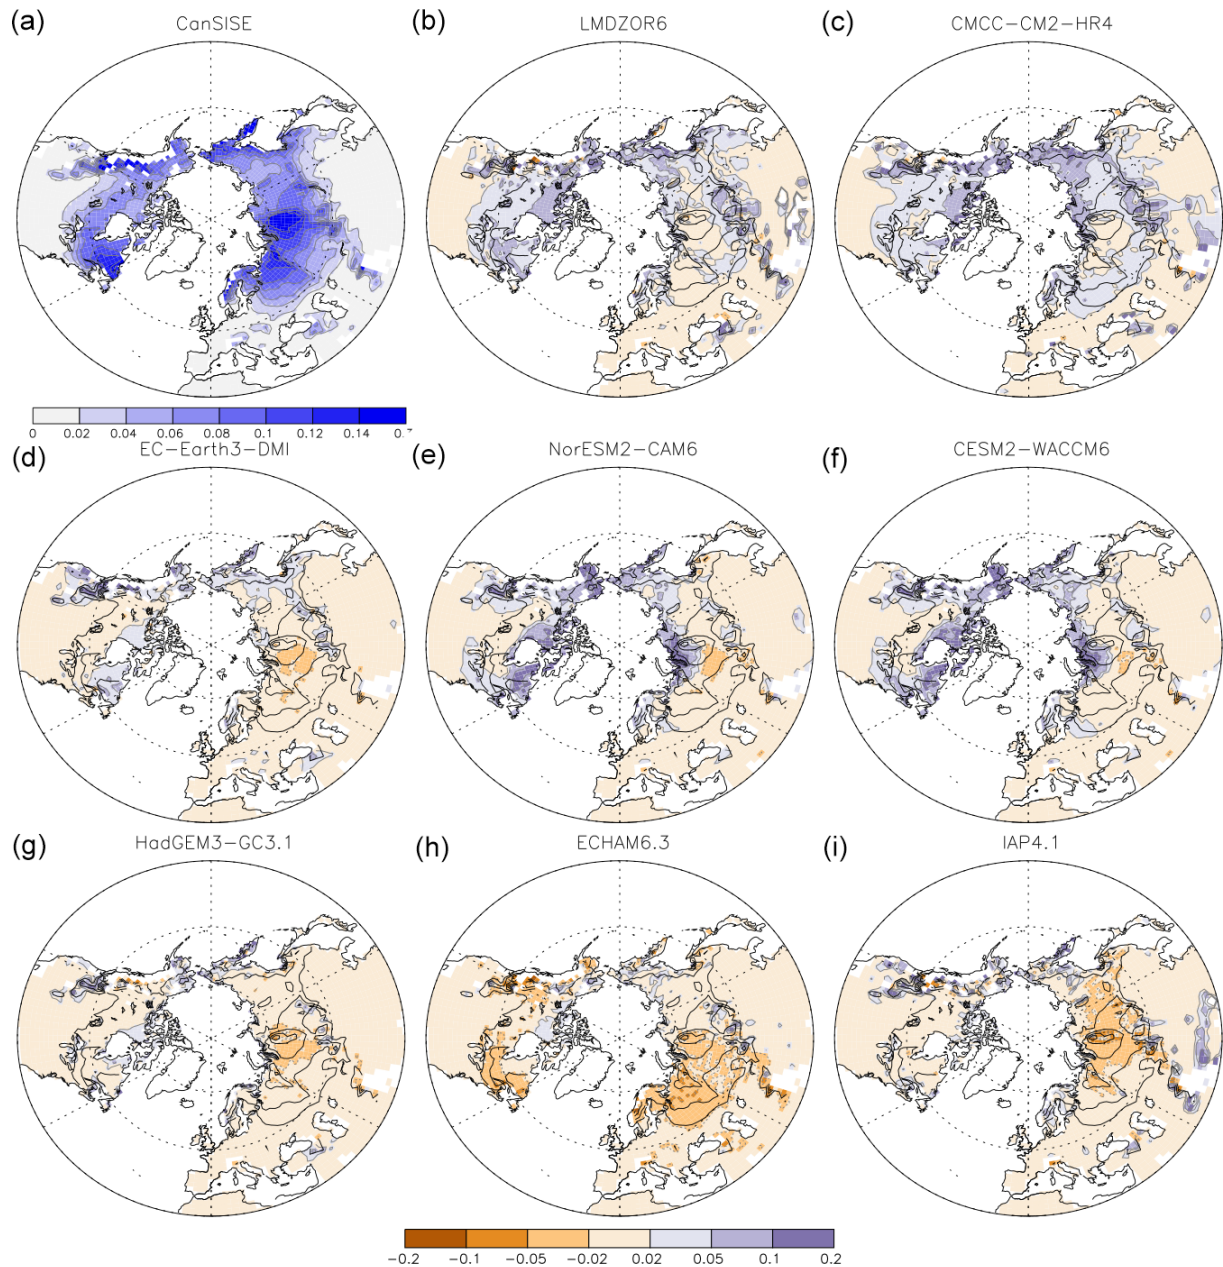 (a) CanSISE (b) LMDZOR6 (c) CMCC-CM2-HR4
0 0.02 0.04 0.06 0.08 0.1 0.12 0.14
(d) EC-Earth3-DMI (e) NorESM2-CAM6 (f) CESM2-WACCM6
(g) HadGEM3-GC3.1 (h) ECHAM6.3 (i) IAP4.1
-0.2 -0.1 -0.05 -0.02 0.02 0.05 0.1 0.2